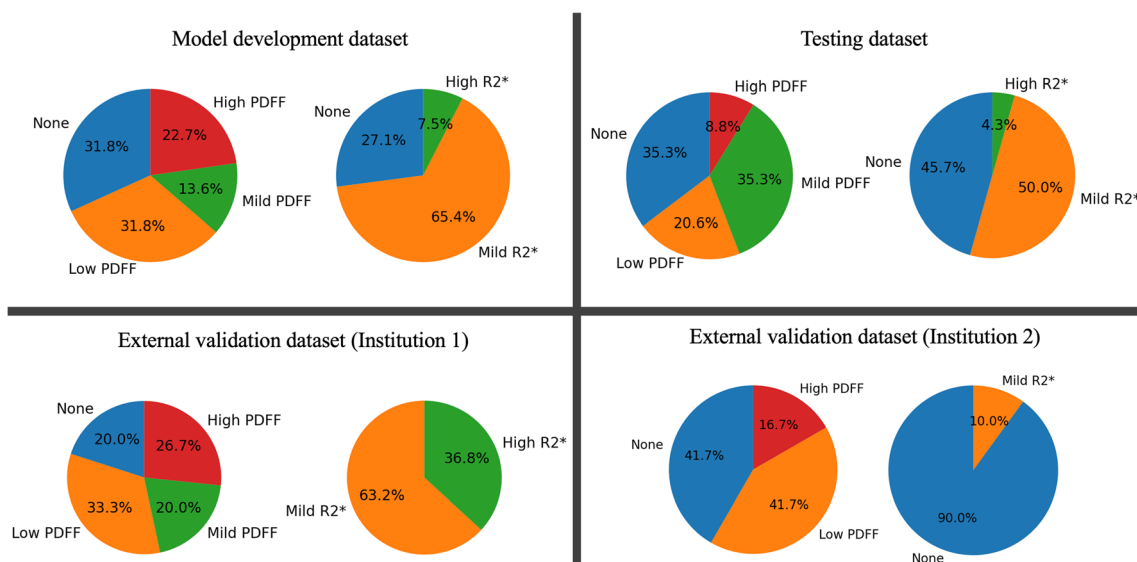 Model development dataset
High PDFF
22.7%
None
31.8%
13.6%
Mild PDFF
31.8%
Low PDFF
High R2*
7.5%
None
27.1%
65.4%
Mild R2*
Testing dataset
High PDFF
8.8%
None
35.3%
35.3%
Mild PDFF
20.6%
Low PDFF
High R2*
4.3%
None
45.7%
50.0%
Mild R2*
External validation dataset (Institution 1)
None
20.0%
High PDFF
26.7%
33.3%
20.0%
Low PDFF
Mild PDFF
High R2*
36.8%
63.2%
Mild R2*
External validation dataset (Institution 2)
High PDFF
16.7%
None
41.7%
41.7%
Low PDFF
Mild R2*
10.0%
90.0%
None